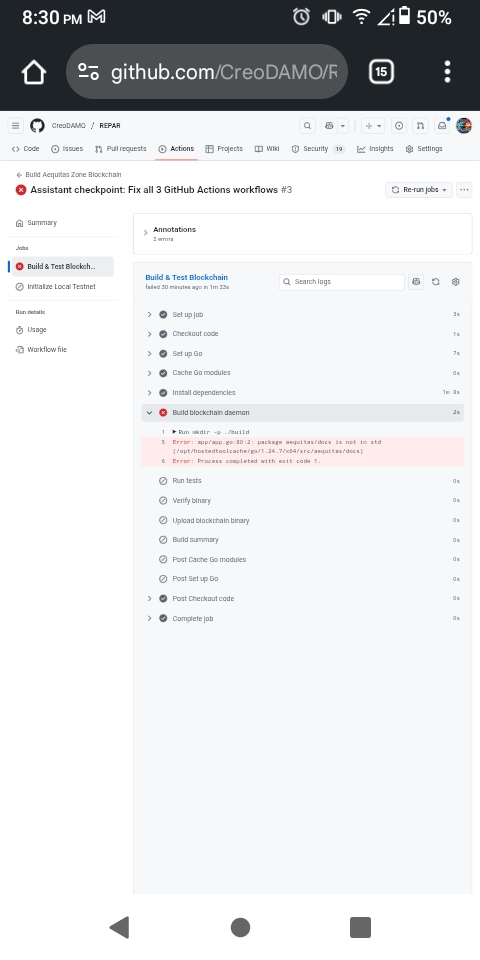 8:30 PM
50%
github.com/CreoDAMO/R
15
CreoDAMO / REPAR
Code
Issues
Pull requests
Actions
Projects
Wiki
Security 19
Insights
Settings
Build Aequitas Zone Blockchain
Assistant checkpoint: Fix all 3 GitHub Actions workflows #3
Re-run jobs
Summary
Jobs
Build & Test Blockch...
Initialize Local Testnet
Run details
Usage
Workflow file
Annotations
2 errors
Build & Test Blockchain
failed 30 minutes ago in 1m 23s
Search logs
Set up job 3s
Checkout code 1s
Set up Go 7s
Cache Go modules 0s
Install dependencies 1m 8s
Build blockchain daemon 2s
1 Run mkdir -p ./build
5 Error: app/app.go:80:2: package aequitas/docs is not in std
(/opt/hostedtoolcache/go/1.24.7/x64/src/aequitas/docs)
6 Error: Process completed with exit code 1.
Run tests 0s
Verify binary 0s
Upload blockchain binary 0s
Build summary 0s
Post Cache Go modules 0s
Post Set up Go 0s
Post Checkout code 0s
Complete job 0s